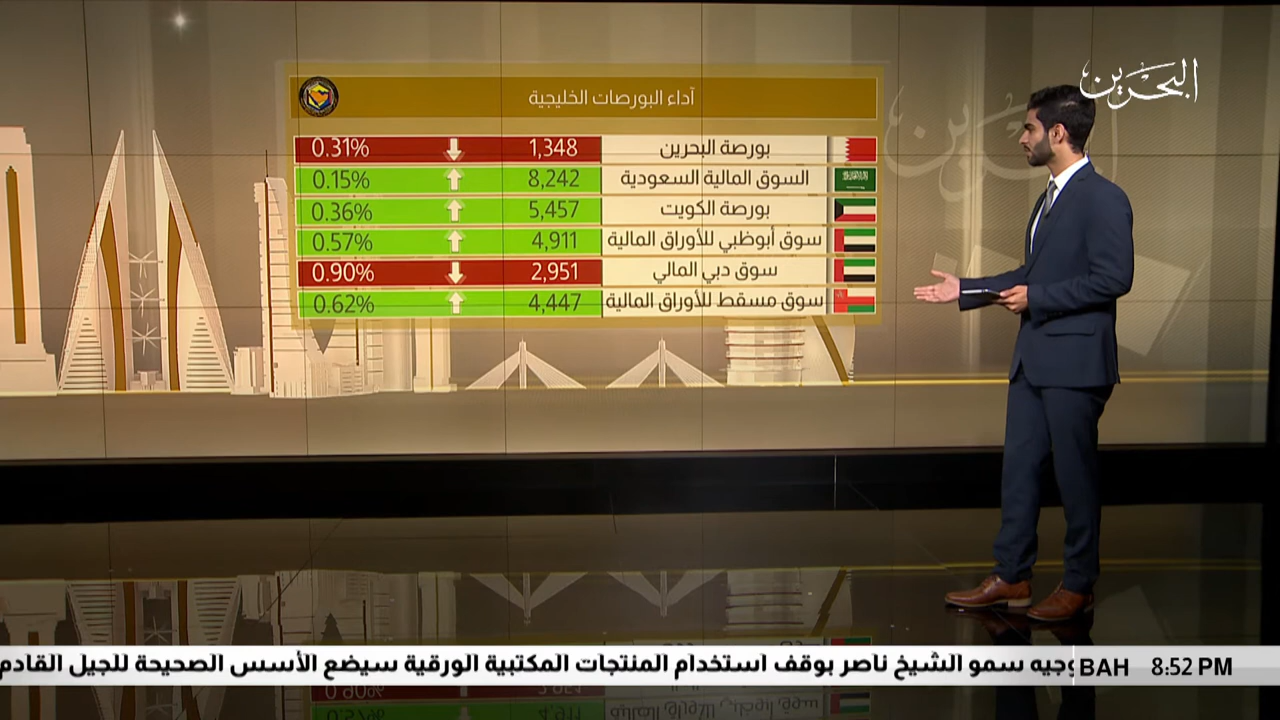 البحرين
آداء البورصات الخليجية
بورصة البحرين 1,348 0.31%
السوق المالية السعودية 8,242 0.15%
بورصة الكويت 5,457 0.36%
سوق أبوظبي للأوراق المالية 4,911 0.57%
سوق دبي المالي 2,951 0.90%
سوق مسقط للأوراق المالية 4,447 0.62%
وجيه سمو الشيخ ناصر بوقف استخدام المنتجات المكتبية الورقية سيضع الأسس الصحيحة للجيل القادم
BAH 8:52 PM